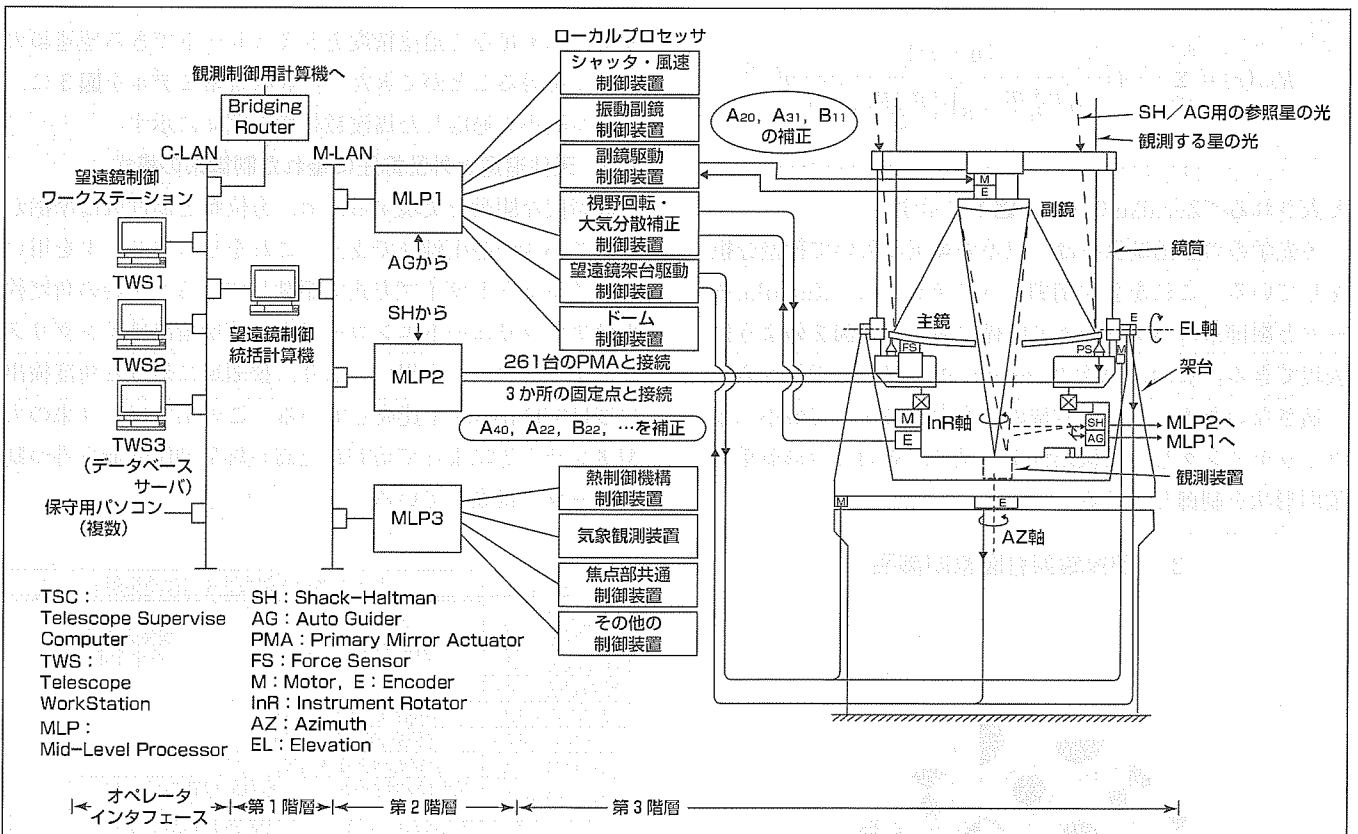 観測制御用計算機へ
Bridging
Router
C-LAN
M-LAN
望遠鏡制御
ワークステーション
TWS1
TWS2
TWS3
(データベース
サーバ)
保守用パソコン
(複数)
望遠鏡制御
統括計算機
MLP1
AGから
SHから
MLP2
MLP3
ローカルプロセッサ
シャッタ・風速
制御装置
振動副鏡
制御装置
副鏡駆動
制御装置
視野回転・
大気分散補正
制御装置
望遠鏡架台駆動
制御装置
ドーム
制御装置
261台のPMAと接続
3か所の固定点と接続
A40, A22, B22, …を補正
熱制御機構
制御装置
気象観測装置
焦点部共通
制御装置
その他の
制御装置
A20, A31, B11
の補正
SH/AG用の参照星の光
観測する星の光
M
E
副鏡
鏡筒
主鏡
FS
PS
E
M
EL軸
架台
InR軸
M
E
SH
AG
MLP2へ
MLP1へ
観測装置
M
E
AZ軸
TSC:
Telescope Supervise
Computer
TWS:
Telescope
WorkStation
MLP:
Mid-Level Processor
SH:Shack-Haltman
AG:Auto Guider
PMA:Primary Mirror Actuator
FS:Force Sensor
M:Motor, E:Encoder
InR:Instrument Rotator
AZ:Azimuth
EL:Elevation
オペレータ
インタフェース
第1階層
第2階層
第3階層